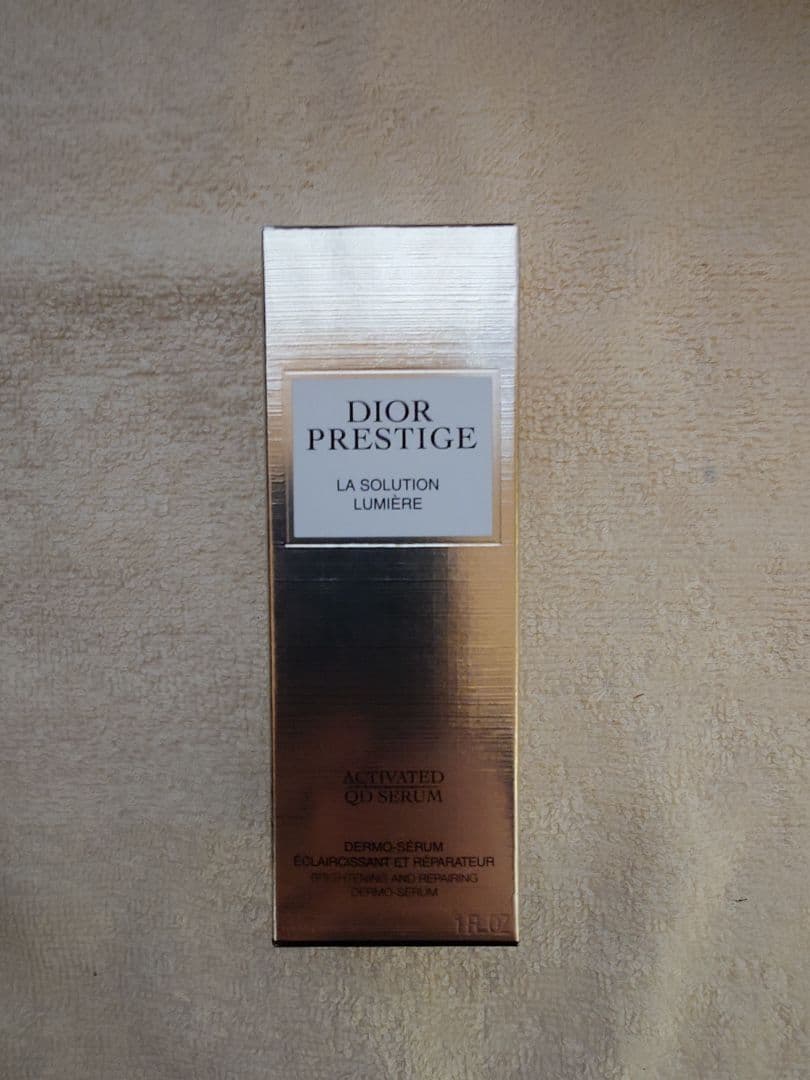 DIOR
PRESTIGE
LA SOLUTION
LUMIÈRE
ACTIVATED
QD SERUM
DERMO-SÉRUM
ÉCLAIRCISSANT ET RÉPARATEUR
BRIGHTENING AND REPAIRING
DERMO-SERUM
1 FL OZ